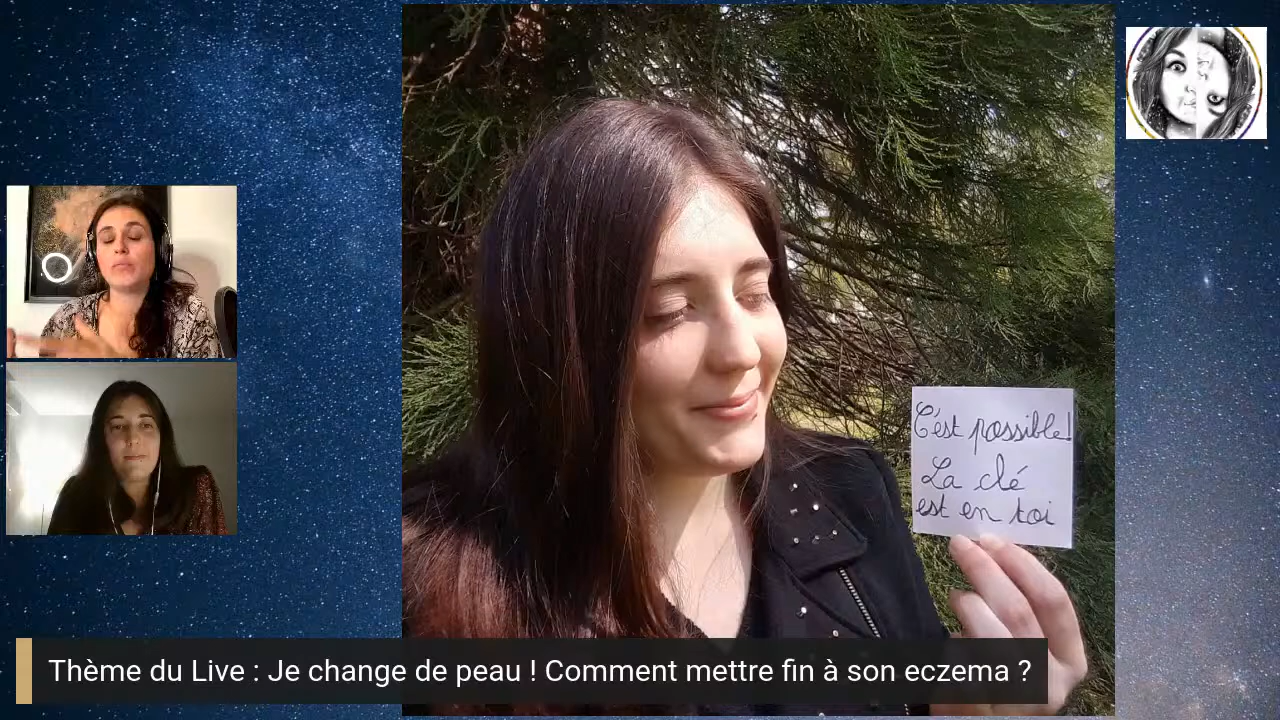 C'est possible!
La clé
est en toi
Thème du Live : Je change de peau ! Comment mettre fin à son eczema ?